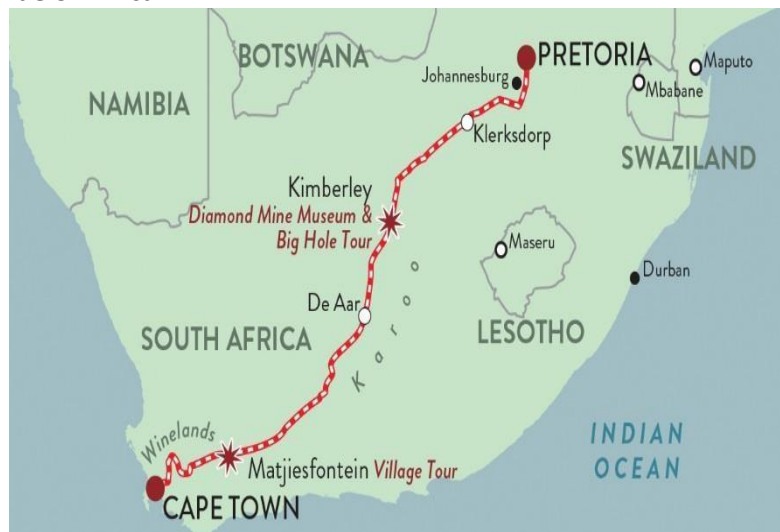 BOTSWANA
PRETORIA
Johannesburg
Maputo
Mbabane
NAMIBIA
Klerksdorp
SWAZILAND
Kimberley
Diamond Mine Museum &
Big Hole Tour
Maseru
Durban
De Aar
Karoo
SOUTH AFRICA
LESOTHO
Winelands
INDIAN
OCEAN
Matjiesfontein Village Tour
CAPE TOWN